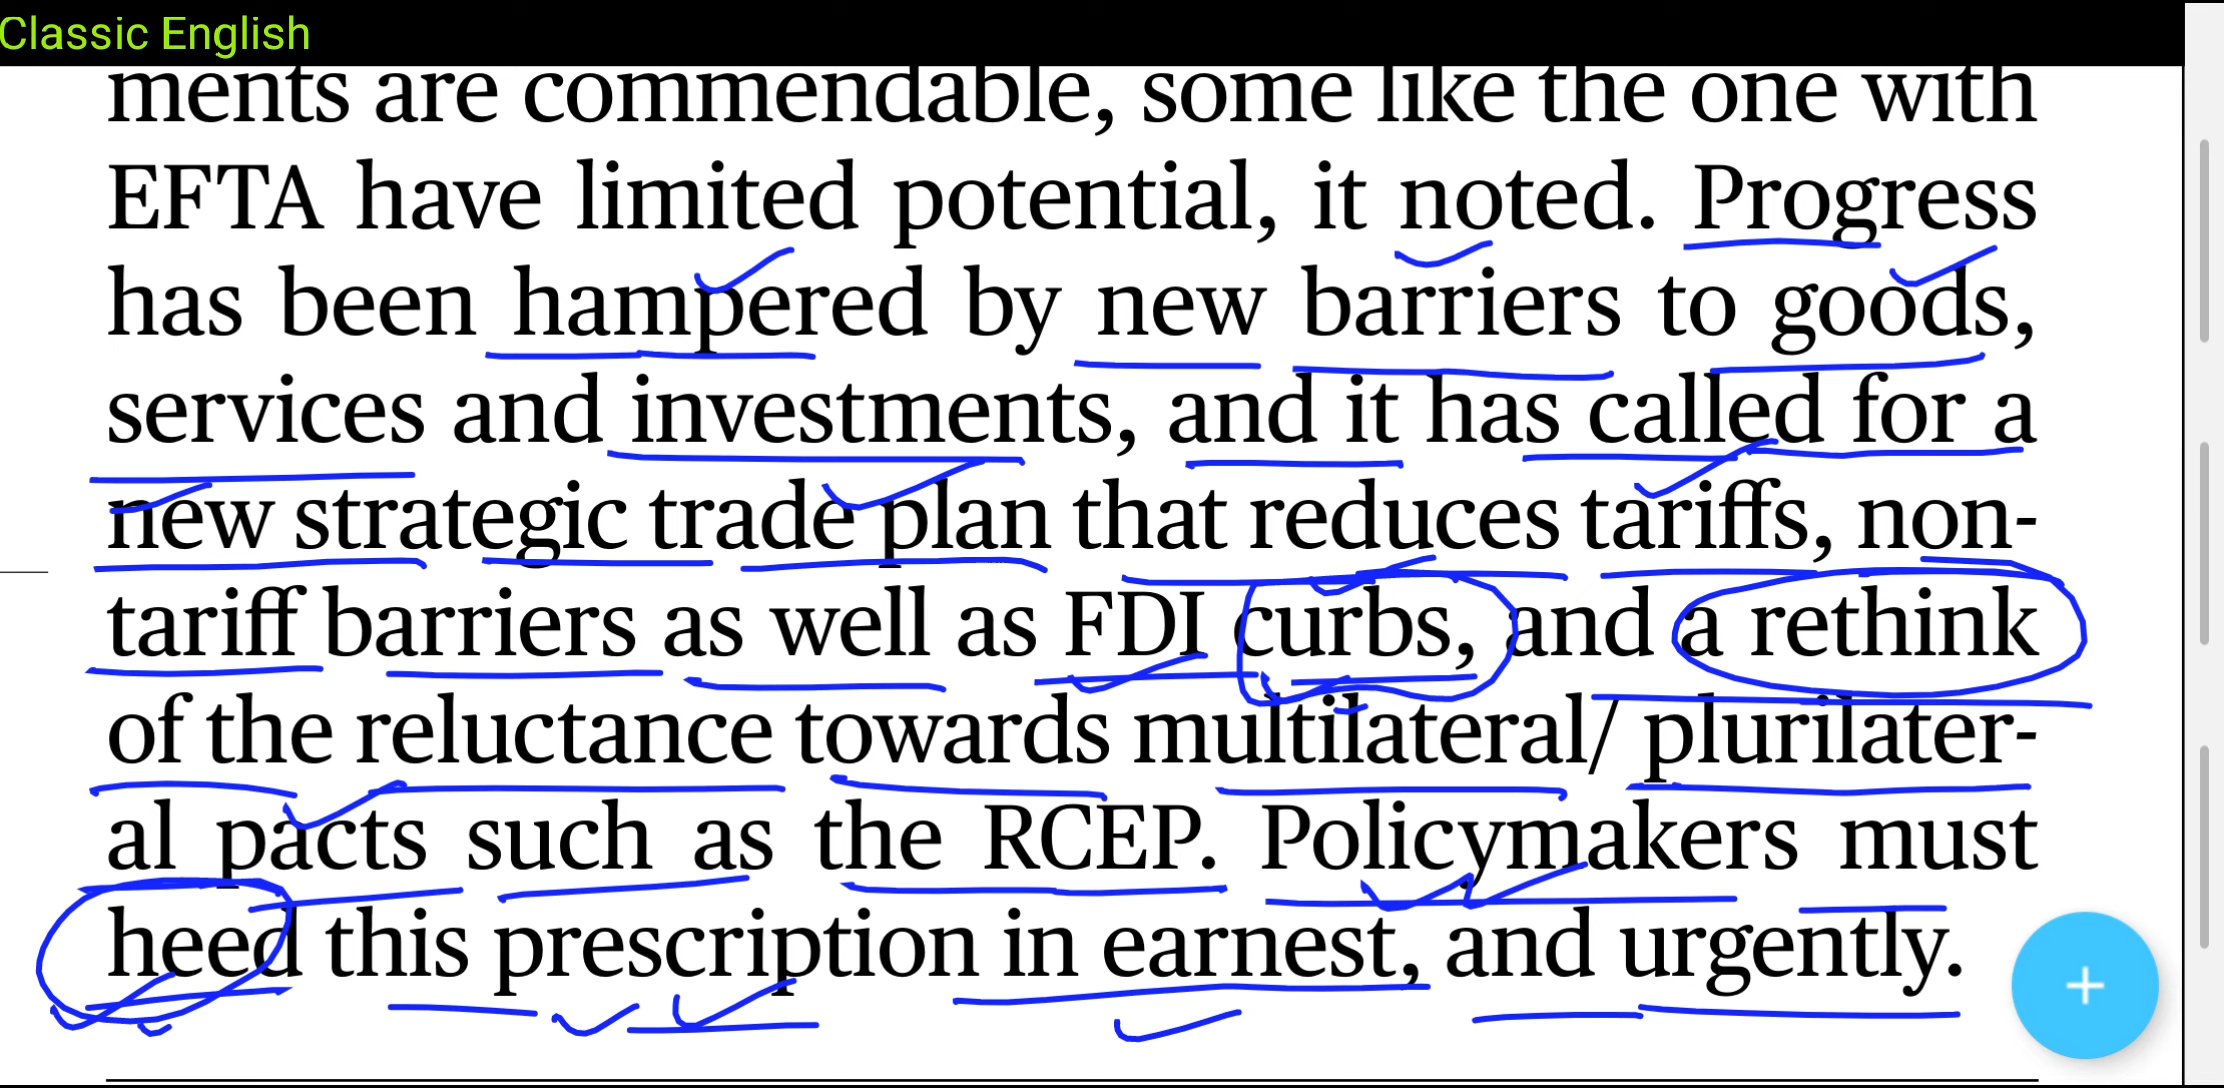 Classic English
ments are commendable, some like the one with
EFTA have limited potential, it noted. Progress
has been hampered by new barriers to goods,
services and investments, and it has called for a
new strategic trade plan that reduces tariffs, non-
tariff barriers as well as FDI curbs, and a rethink
of the reluctance towards multilateral/ plurilater-
al pacts such as the RCEP. Policymakers must
heed this prescription in earnest, and urgently.